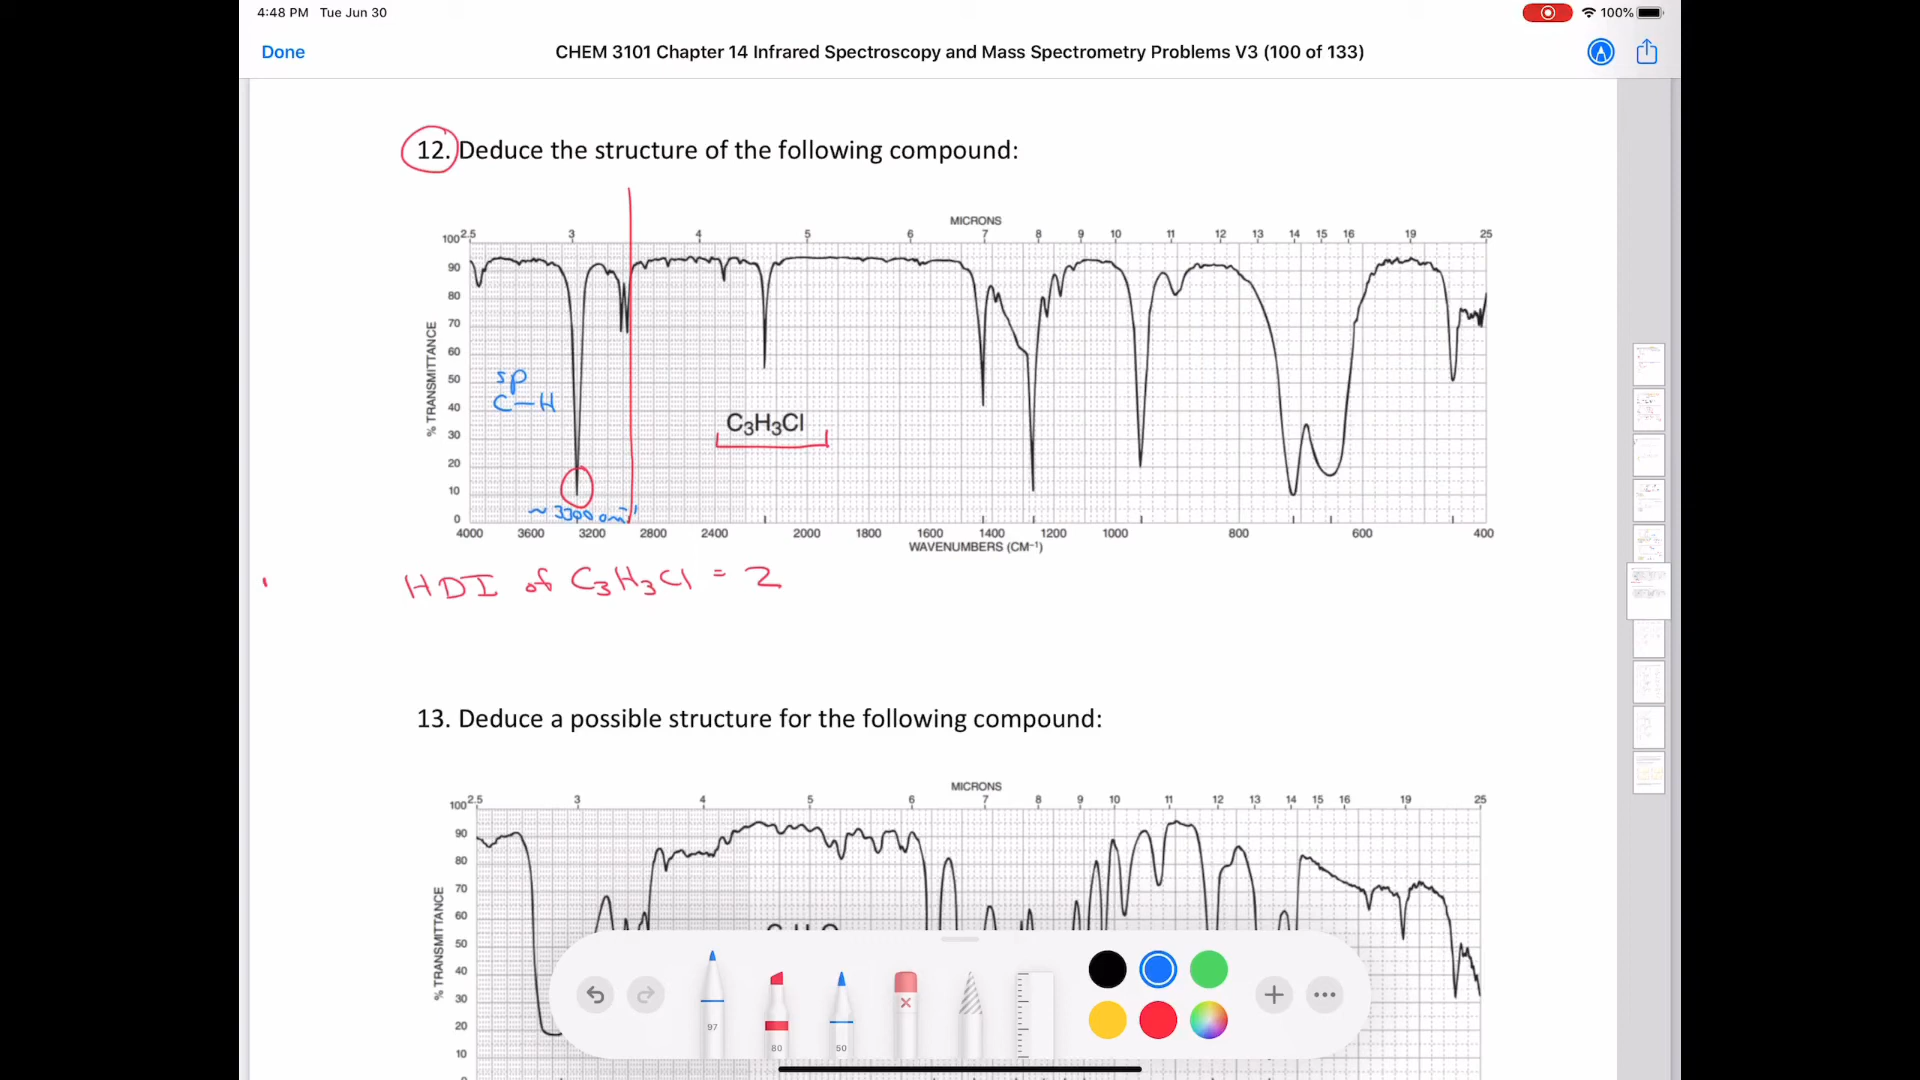 4:48 PM Tue Jun 30
100%
Done
CHEM 3101 Chapter 14 Infrared Spectroscopy and Mass Spectrometry Problems V3 (100 of 133)
12. Deduce the structure of the following compound:
MICRONS
2.5 3 4 5 6 7 8 9 10 11 12 13 14 15 16 19 25
100
90
80
70
60
50
40
30
20
10
0
% TRANSMITTANCE
sp
C-H
C₃H₃Cl
~ 3300 cm⁻¹
4000 3600 3200 2800 2400 2000 1800 1600 1400 1200 1000 800 600 400
WAVENUMBERS (CM⁻¹)
HDI of C₃H₃Cl = 2
13. Deduce a possible structure for the following compound:
MICRONS
2.5 3 4 5 6 7 8 9 10 11 12 13 14 15 16 19 25
100
90
80
70
60
50
40
30
20
10
% TRANSMITTANCE
97
80
50